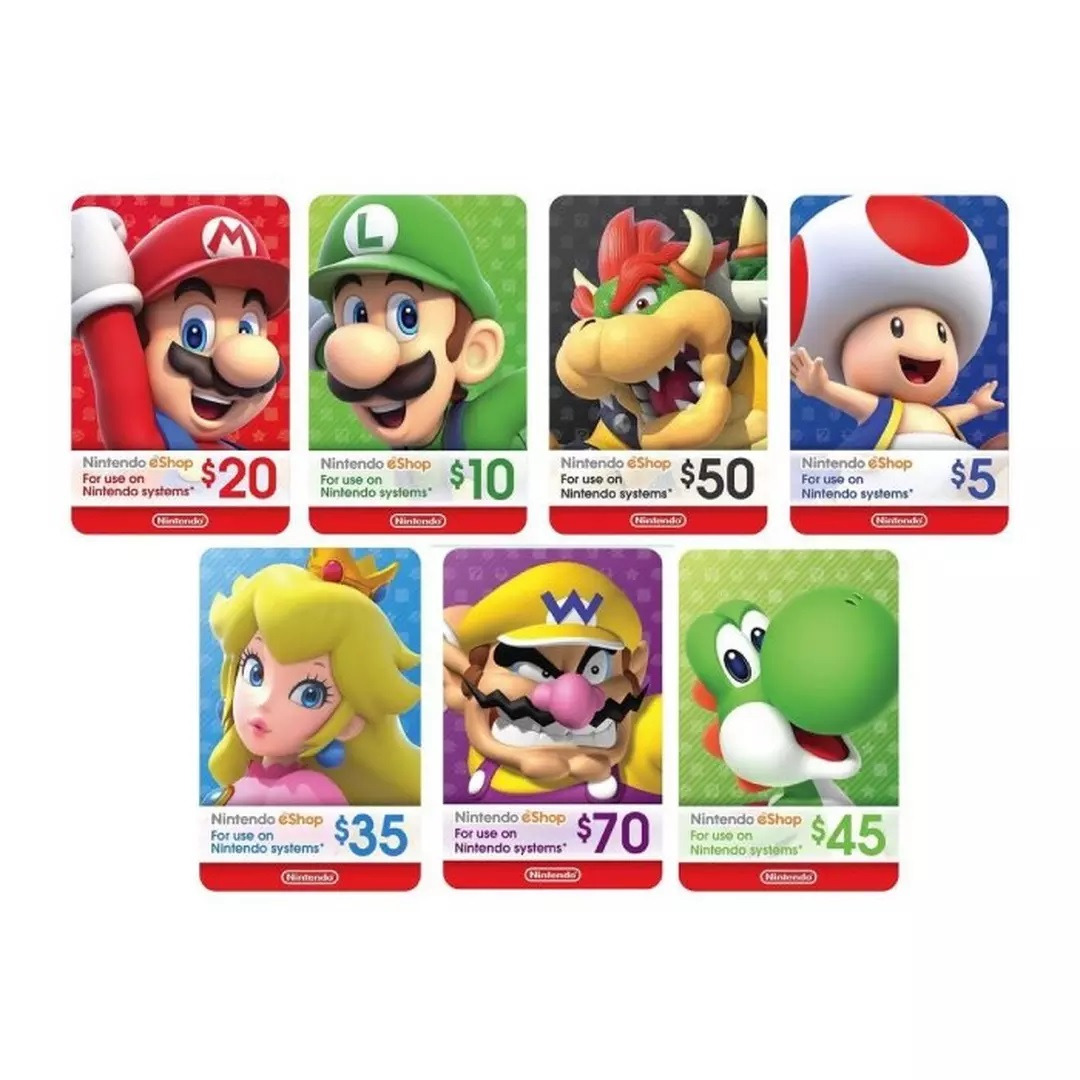 M
Nintendo eShop
For use on
Nintendo systems*
$20
Nintendo
L
Nintendo eShop
For use on
Nintendo systems*
$10
Nintendo
Nintendo eShop
For use on
Nintendo systems*
$50
Nintendo
Nintendo eShop
For use on
Nintendo systems*
$5
Nintendo
Nintendo eShop
For use on
Nintendo systems*
$35
Nintendo
W
Nintendo eShop
For use on
Nintendo systems*
$70
Nintendo
Nintendo eShop
For use on
Nintendo systems*
$45
Nintendo